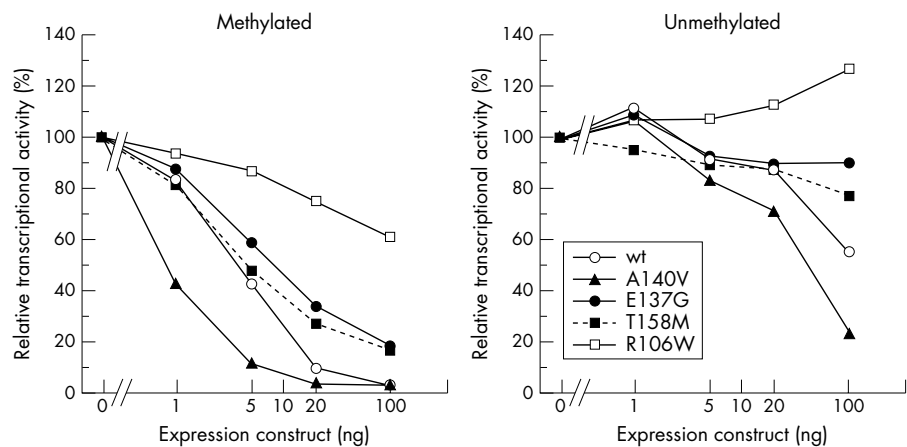 Methylated
Relative transcriptional activity (%)
140
120
100
80
60
40
20
0
0 1 5 10 20 100
Expression construct (ng)
Unmethylated
Relative transcriptional activity (%)
140
120
100
80
60
40
20
0
wt
A140V
E137G
T158M
R106W
0 1 5 10 20 100
Expression construct (ng)